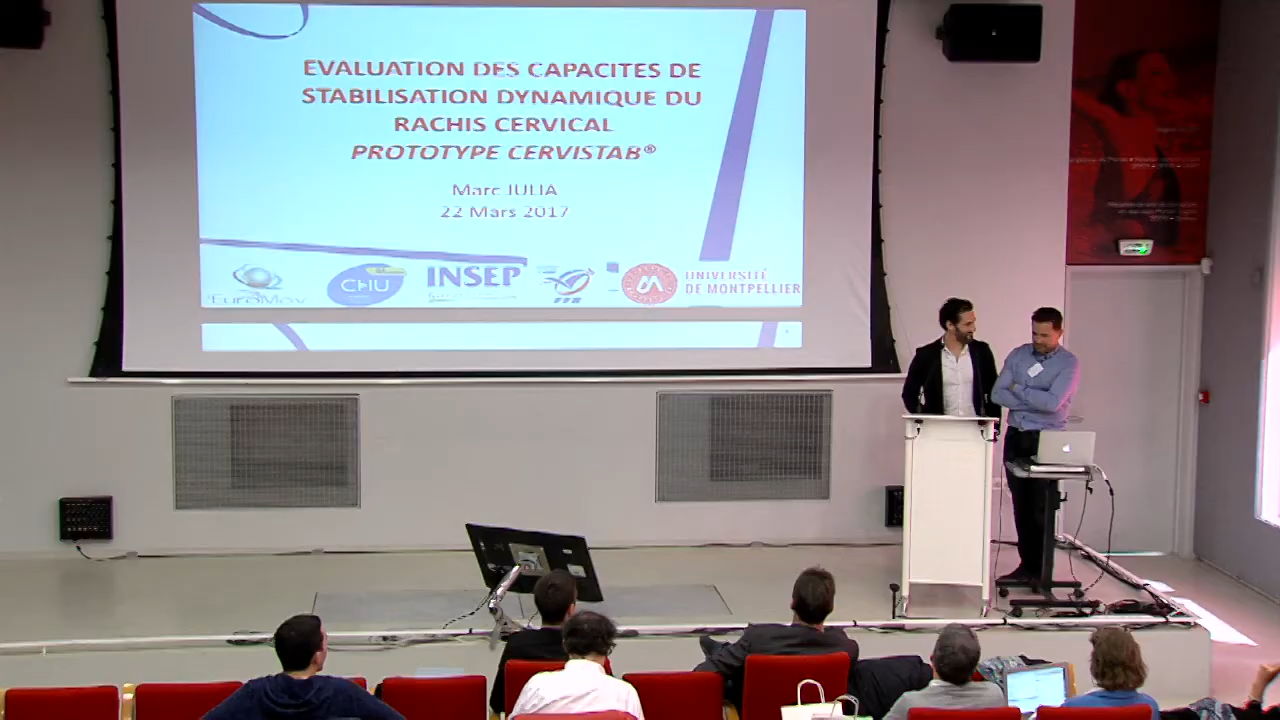 EVALUATION DES CAPACITES DE
STABILISATION DYNAMIQUE DU
RACHIS CERVICAL
PROTOTYPE CERVISTAB®
Marc JULIA
22 Mars 2017
EuroMov
CHU
INSEP
UNIVERSITÉ
DE MONTPELLIER